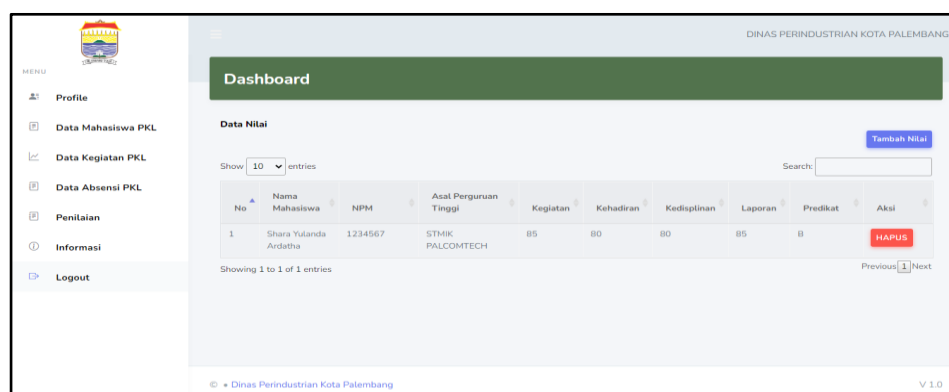 DINAS PERINDUSTRIAN KOTA PALEMBANG
MENU
Profile
Data Mahasiswa PKL
Data Kegiatan PKL
Data Absensi PKL
Penilaian
Informasi
Logout
Dashboard
Data Nilai
Tambah Nilai
Show 10 entries
Search:
No Nama Mahasiswa NPM Asal Perguruan Tinggi Kegiatan Kehadiran Kedisplinan Laporan Predikat Aksi
1 Shara Yulanda Ardatha 1234567 STMIK PALCOMTECH 85 80 80 85 B HAPUS
Showing 1 to 1 of 1 entries
Previous 1 Next
© • Dinas Perindustrian Kota Palembang
V 1.0